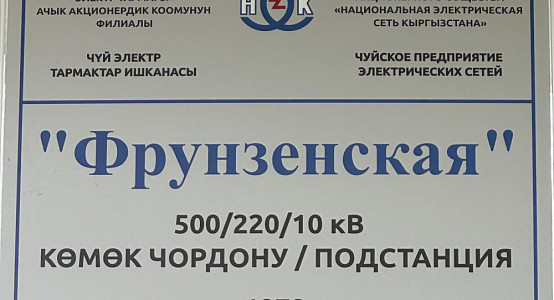 АЧЫК АКЦИОНЕРДИК КООМУНУН
ФИЛИАЛЫ
ЧҮЙ ЭЛЕКТР
ТАРМАКТАР ИШКАНАСЫ
«НАЦИОНАЛЬНАЯ ЭЛЕКТРИЧЕСКАЯ
СЕТЬ КЫРГЫЗСТАНА»
ЧУЙСКОЕ ПРЕДПРИЯТИЕ
ЭЛЕКТРИЧЕСКИХ СЕТЕЙ
"Фрунзенская"
500/220/10 кВ
КӨМӨК ЧОРДОНУ / ПОДСТАНЦИЯ